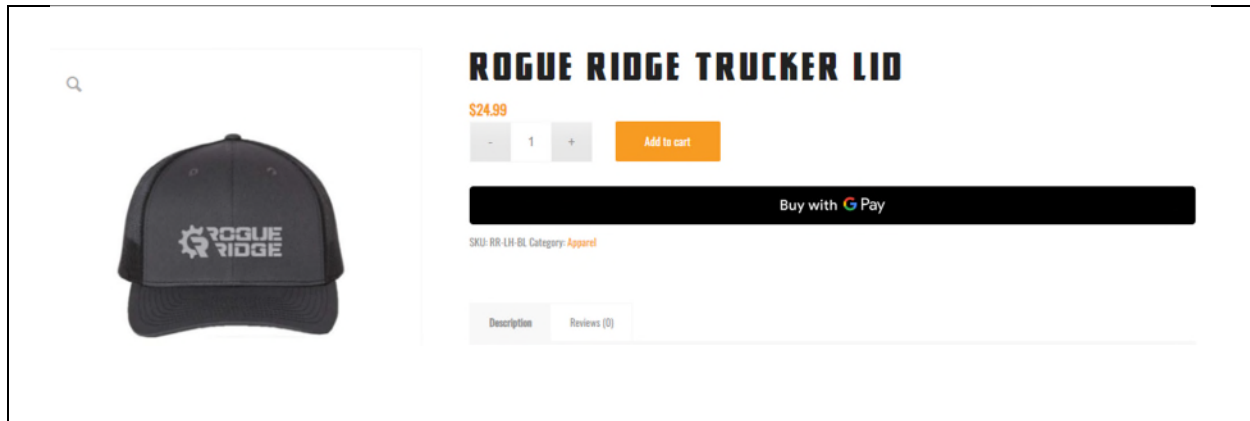 ROGUE RIDGE TRUCKER LID
$24.99
- 1 + Add to cart
ROGUE
RIDGE
Buy with G Pay
SKU: RR-LH-BL Category: Apparel
Description Reviews (0)